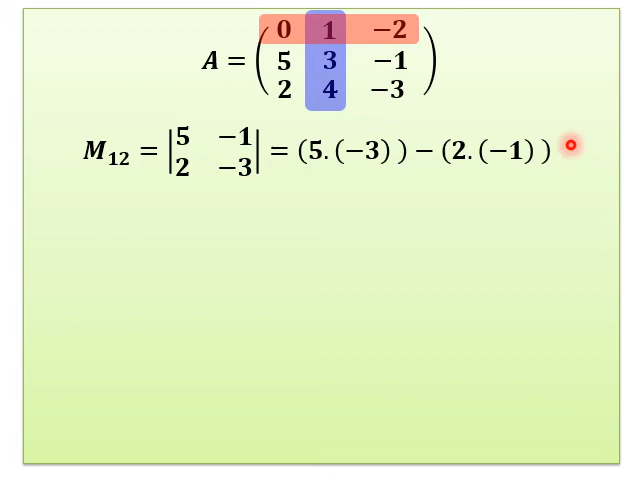 A = ( 0 1 −2
5 3 −1
2 4 −3 )
M₁₂ = |5 −1
2 −3| = (5.(−3)) − (2.(−1))